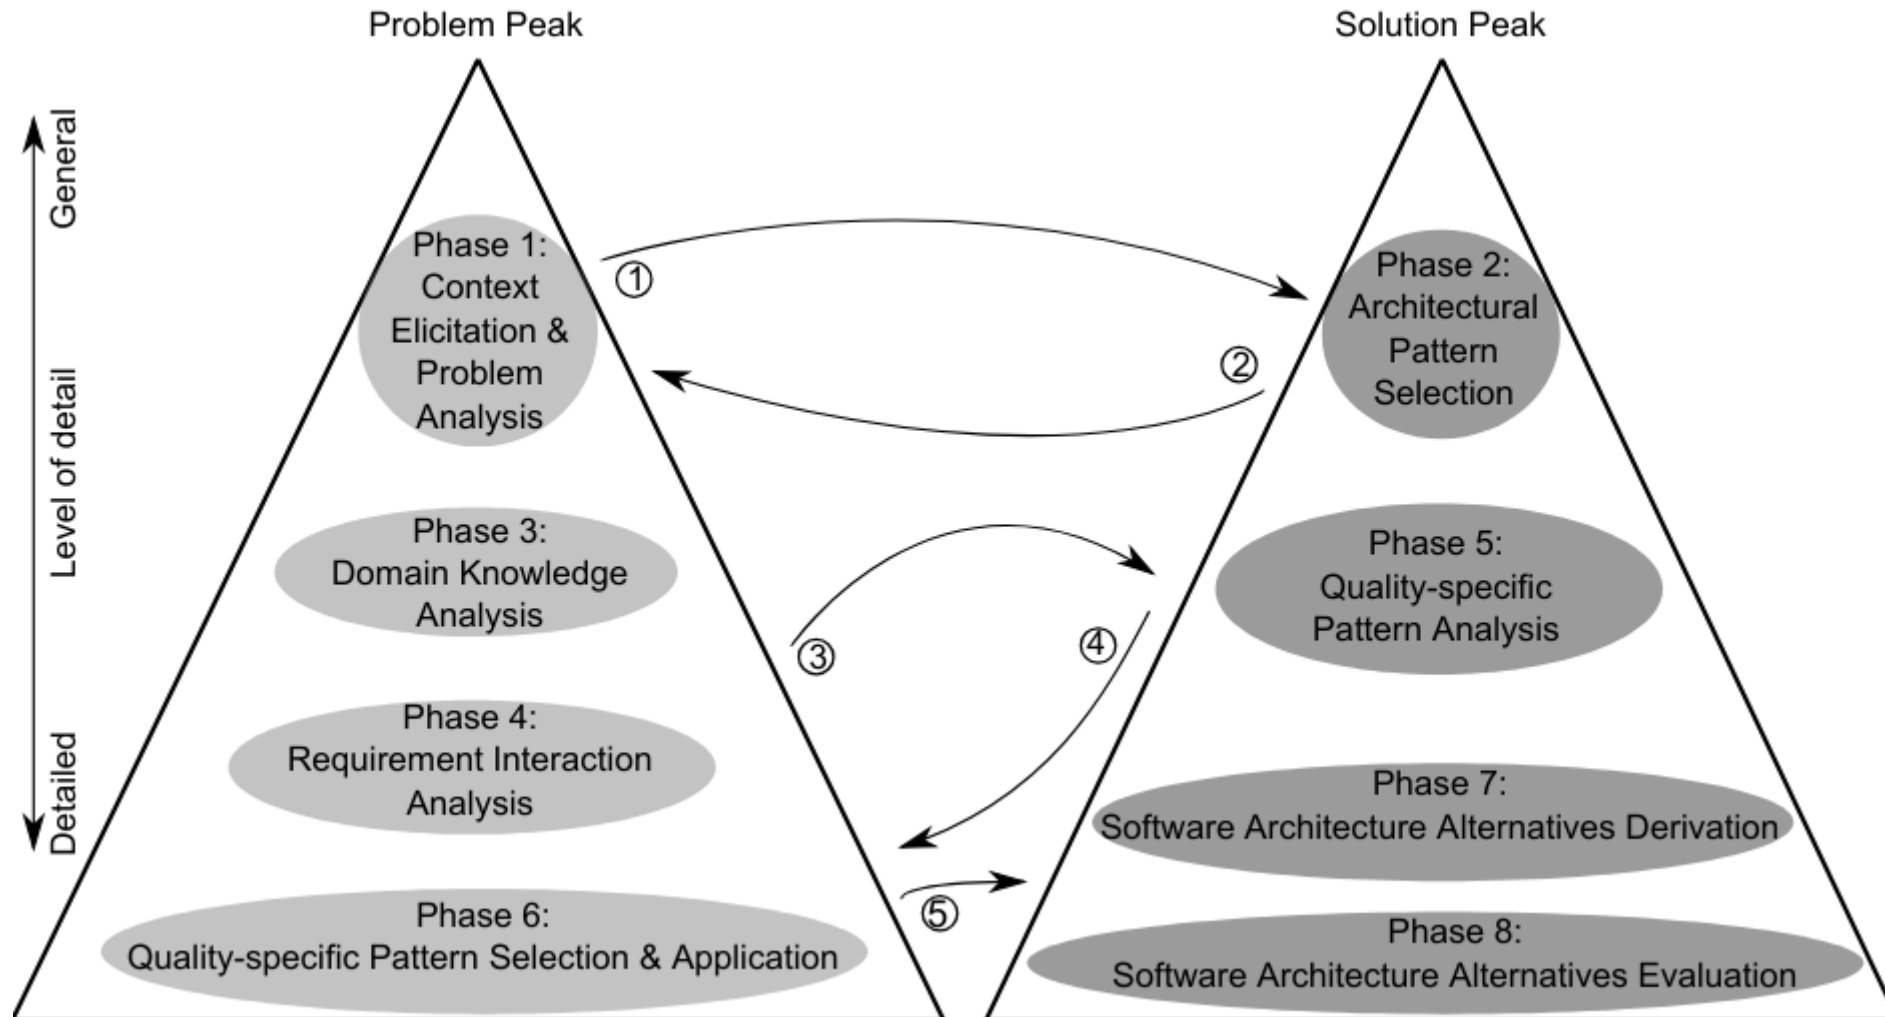 Problem Peak
Solution Peak
General
Level of detail
Detailed
Phase 1:
Context
Elicitation &
Problem
Analysis
①
②
Phase 2:
Architectural
Pattern
Selection
Phase 3:
Domain Knowledge
Analysis
③
④
Phase 5:
Quality-specific
Pattern Analysis
Phase 4:
Requirement Interaction
Analysis
Phase 7:
Software Architecture Alternatives Derivation
Phase 6:
Quality-specific Pattern Selection & Application
⑤
Phase 8:
Software Architecture Alternatives Evaluation